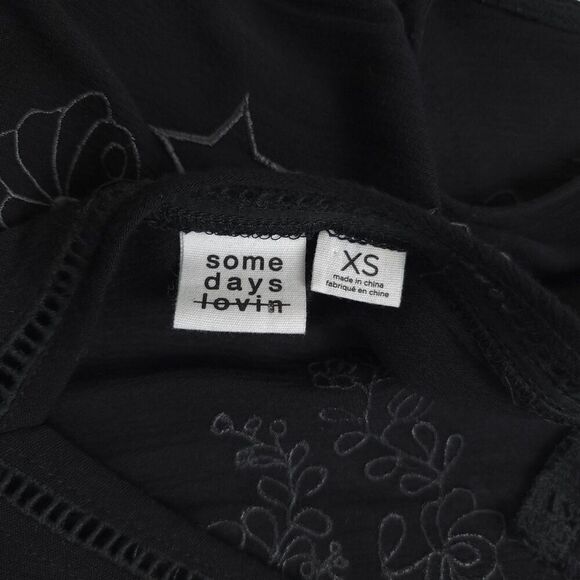 some
days
lovin
XS
made in china
fabriqué en chine